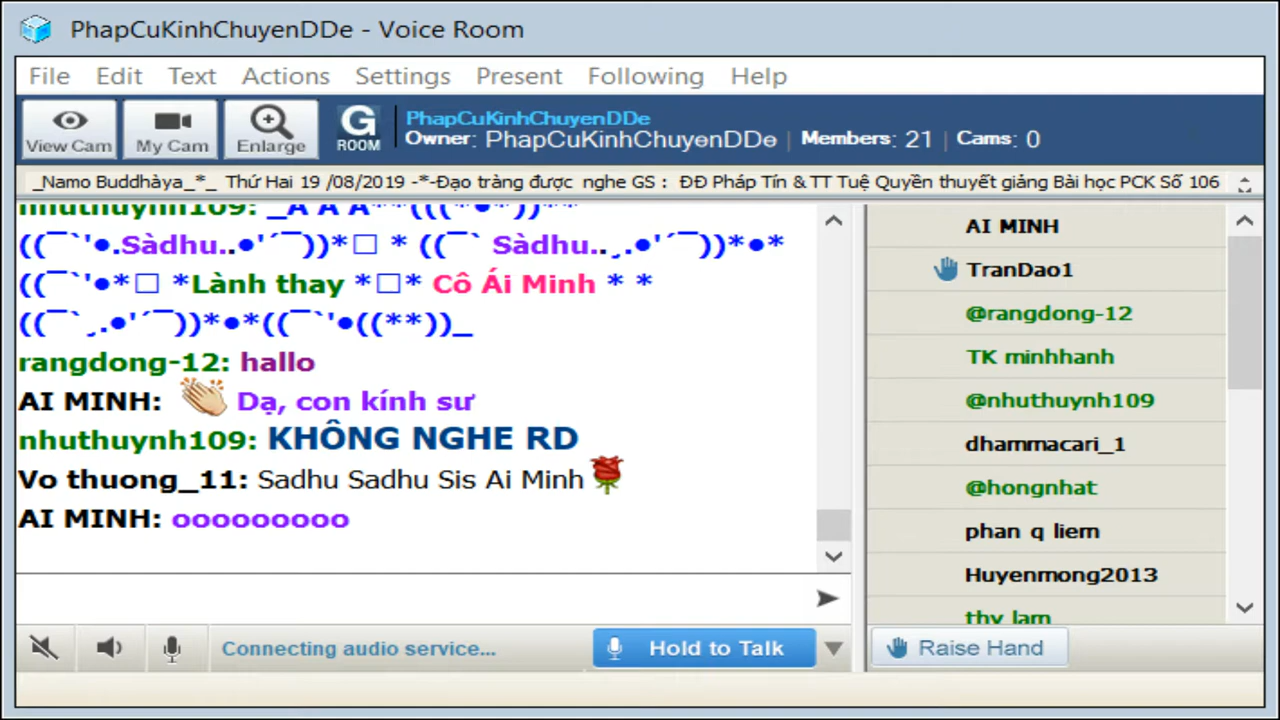 PhapCuKinhChuyenDDe - Voice Room
File Edit Text Actions Settings Present Following Help
View Cam My Cam Enlarge G ROOM
PhapCuKinhChuyenDDe
Owner: PhapCuKinhChuyenDDe | Members: 21 | Cams: 0
_Namo Buddhàya_*_ Thứ Hai 19 /08/2019 -*-Đạo tràng được nghe GS : ĐĐ Pháp Tín & TT Tuệ Quyền thuyết giảng Bài học PCK Số 106
nhuthuynh109: _A A A**(((*●*))**
((¯`'●.Sàdhu..●'´¯))*□ * ((¯` Sàdhu..¸.●'´¯))*●*
((¯`'●*□ *Lành thay *□* Cô Ái Minh * *
((¯`¸.●'´¯))*●*((¯`'●((**))_
rangdong-12: hallo
AI MINH: Dạ, con kính sư
nhuthuynh109: KHÔNG NGHE RD
Vo thuong_11: Sadhu Sadhu Sis Ai Minh
AI MINH: ooooooooo
Connecting audio service...
Hold to Talk
AI MINH
TranDao1
@rangdong-12
TK minhhanh
@nhuthuynh109
dhammacari_1
@hongnhat
phan q liem
Huyenmong2013
thy lam
Raise Hand